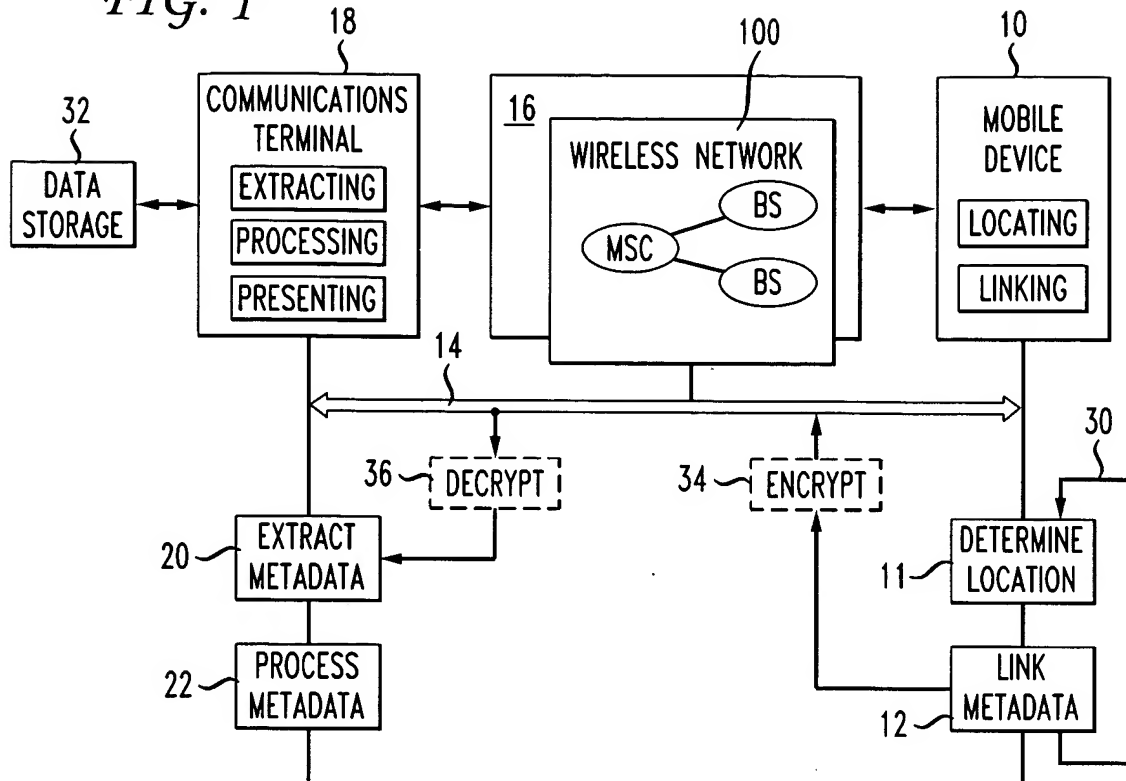 FIG. 1
18
100
10
32
COMMUNICATIONS
TERMINAL
EXTRACTING
PROCESSING
PRESENTING
DATA
STORAGE
16
WIRELESS NETWORK
MSC
BS
BS
MOBILE
DEVICE
LOCATING
LINKING
14
36
DECRYPT
34
ENCRYPT
30
20
EXTRACT
METADATA
11
DETERMINE
LOCATION
22
PROCESS
METADATA
12
LINK
METADATA